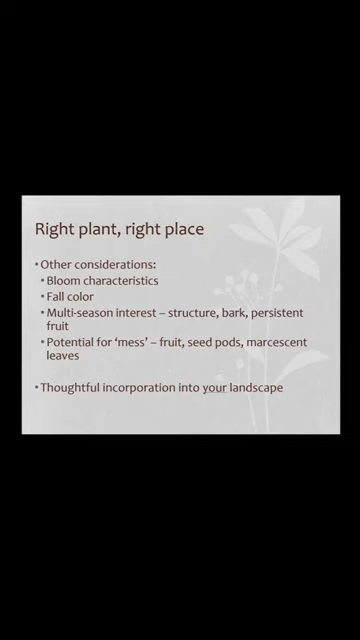 Right plant, right place
• Other considerations:
• Bloom characteristics
• Fall color
• Multi-season interest – structure, bark, persistent
fruit
• Potential for ‘mess’ – fruit, seed pods, marcescent
leaves
• Thoughtful incorporation into your landscape